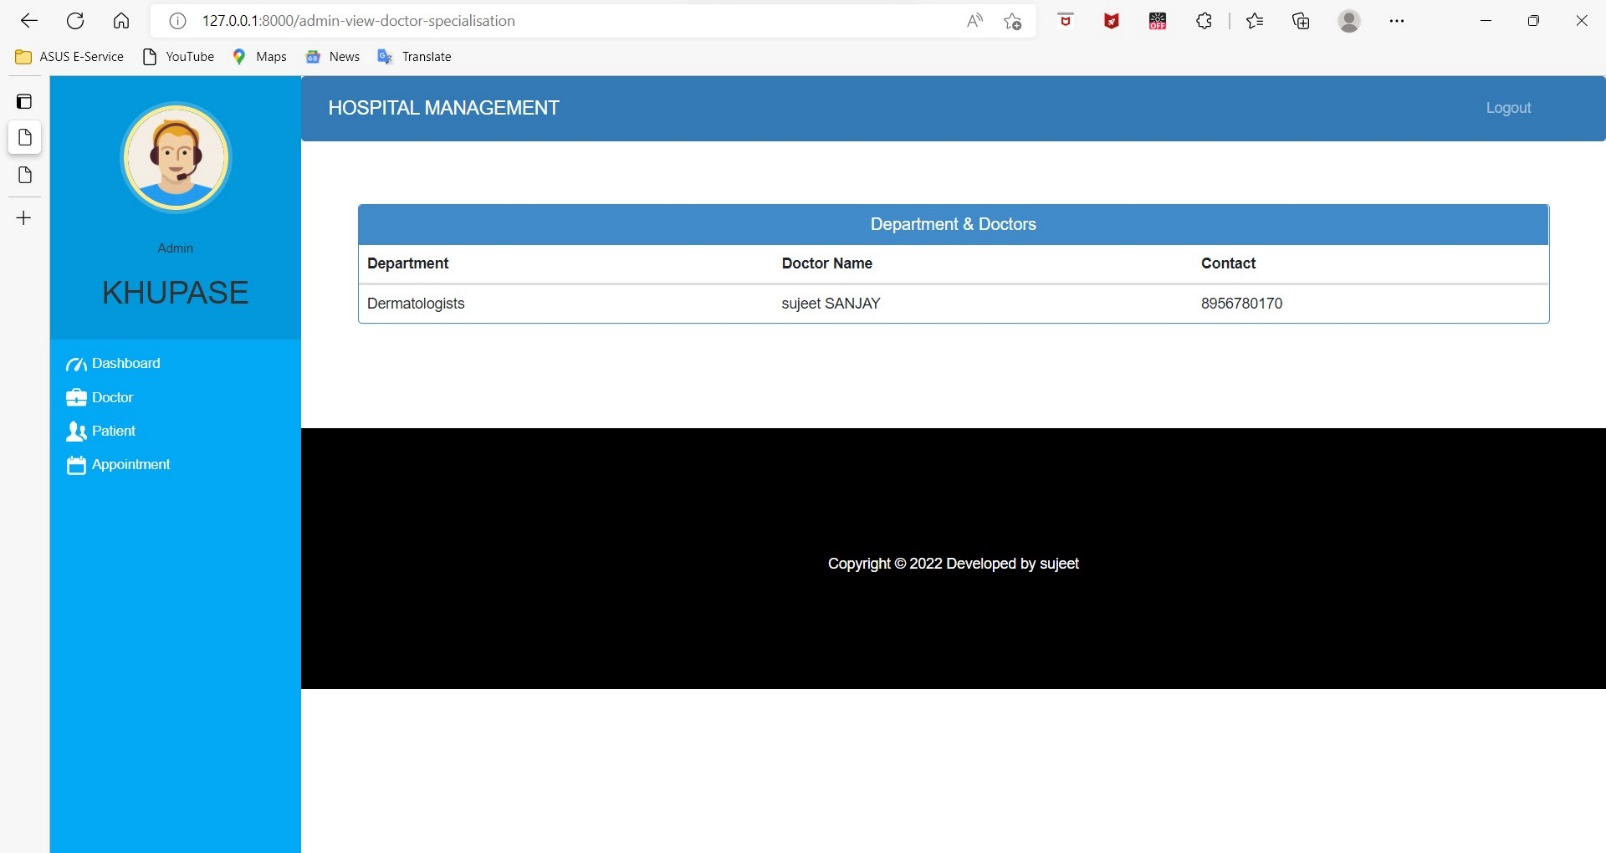 127.0.0.1:8000/admin-view-doctor-specialisation
ASUS E-Service YouTube Maps News Translate
HOSPITAL MANAGEMENT Logout
Admin
KHUPASE
Dashboard
Doctor
Patient
Appointment
Department & Doctors
Department Doctor Name Contact
Dermatologists sujeet SANJAY 8956780170
Copyright © 2022 Developed by sujeet